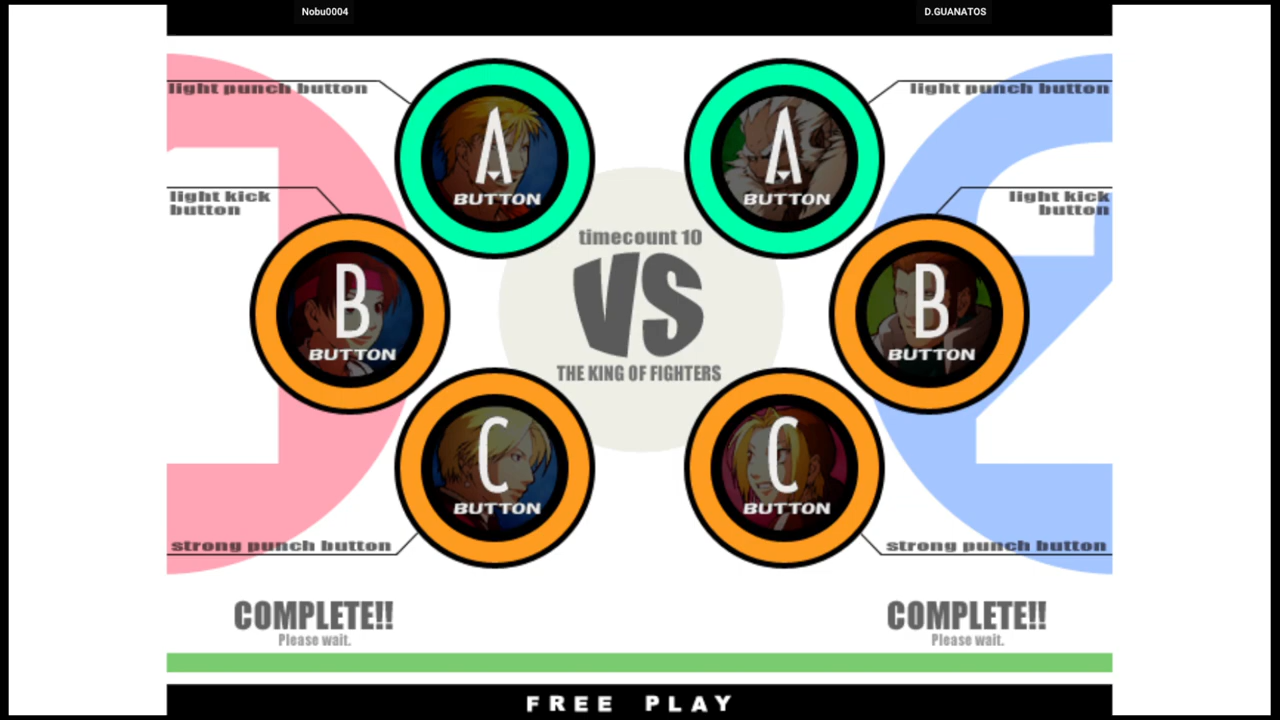 Nobu0004
D.GUANATOS
light punch button
light punch button
A
BUTTON
A
BUTTON
light kick
button
light kick
button
timecount 10
VS
THE KING OF FIGHTERS
B
BUTTON
B
BUTTON
C
BUTTON
C
BUTTON
strong punch button
strong punch button
COMPLETE!!
Please wait.
COMPLETE!!
Please wait.
FREE PLAY